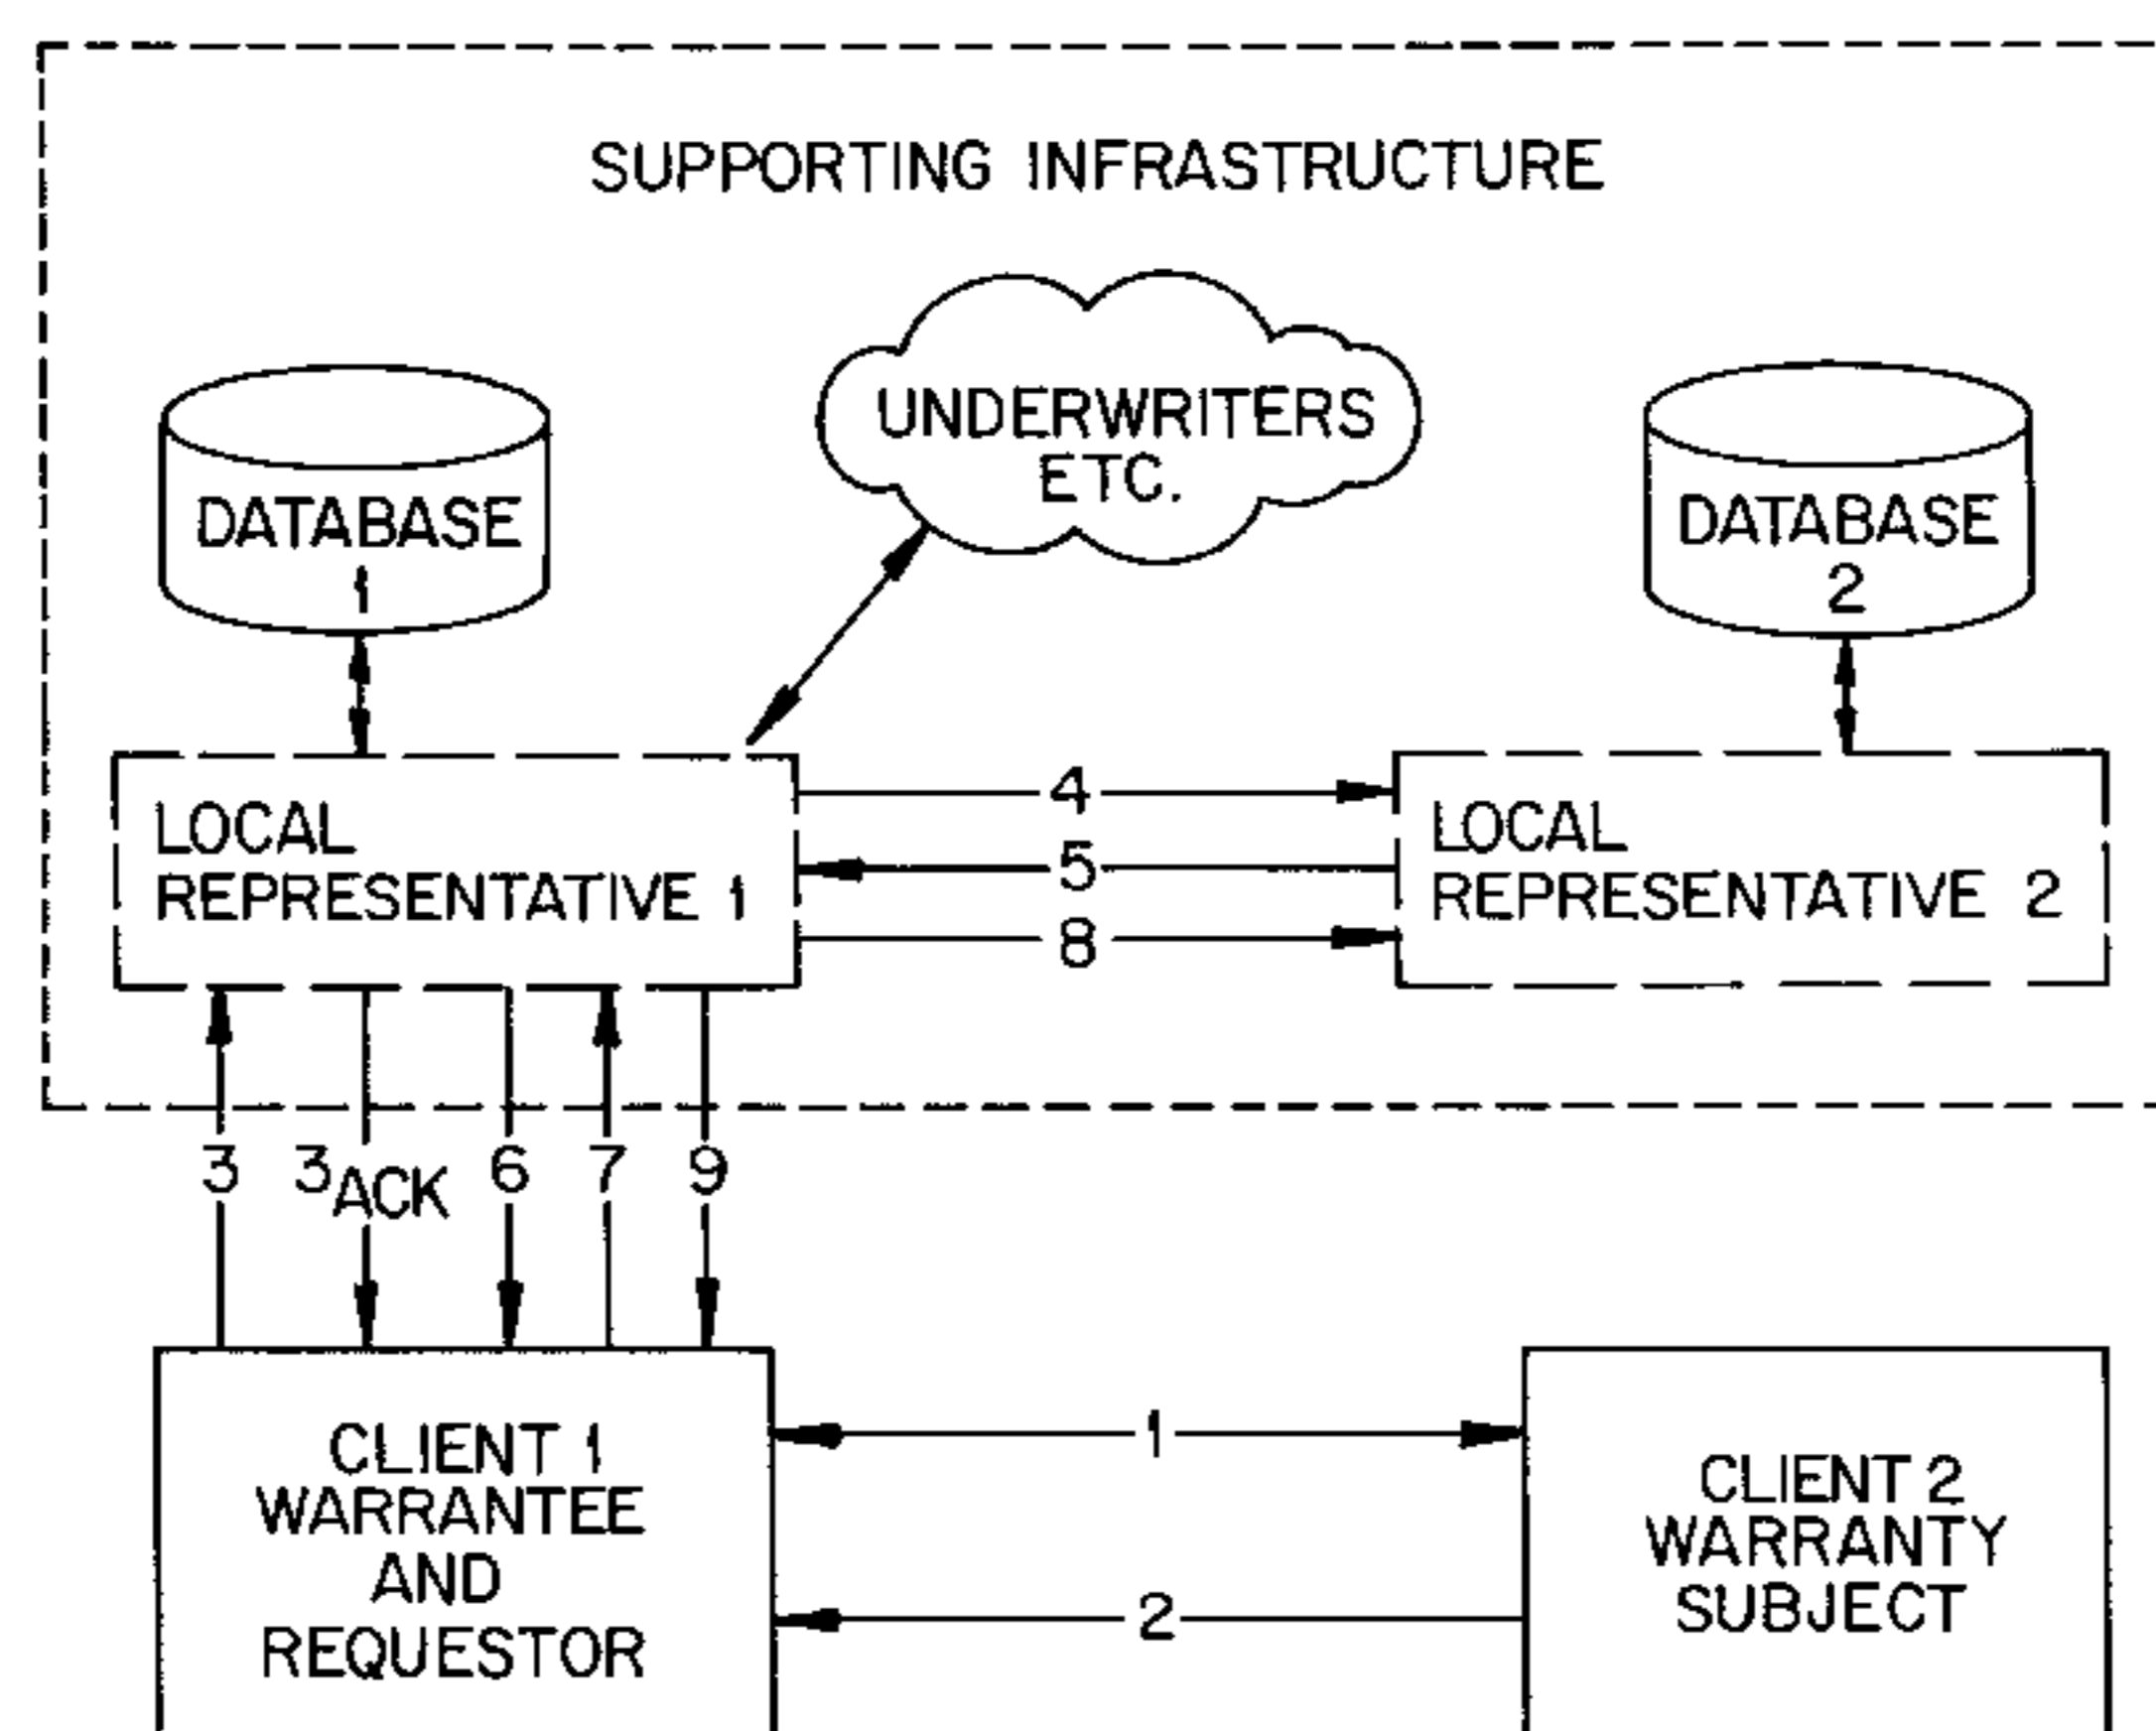 SUPPORTING INFRASTRUCTURE
UNDERWRITERS
ETC.
DATABASE
1
DATABASE
2
LOCAL
REPRESENTATIVE 1
4
5
8
LOCAL
REPRESENTATIVE 2
3
3ACK
6
7
9
CLIENT 1
WARRANTEE
AND
REQUESTOR
1
2
CLIENT 2
WARRANTY
SUBJECT